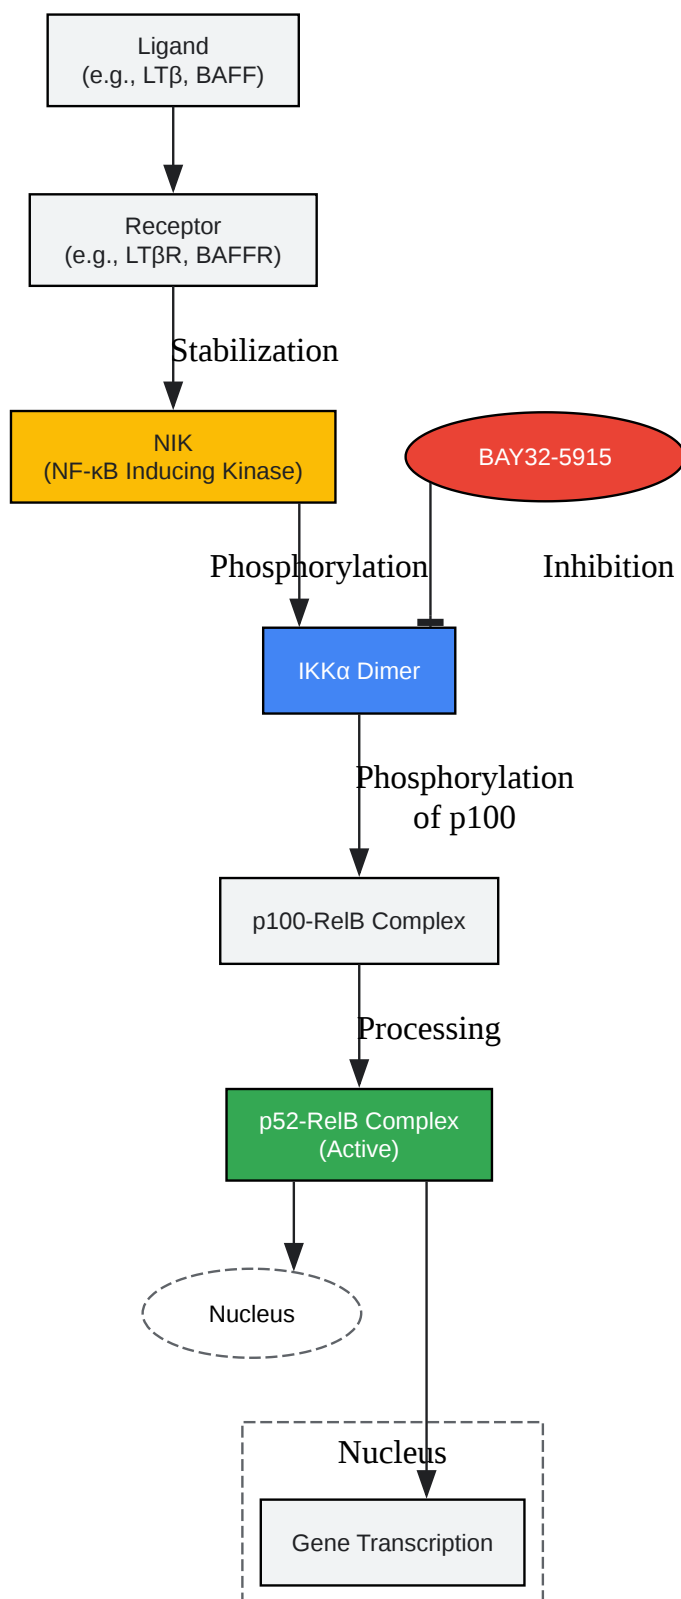 Ligand
(e.g., LTβ, BAFF)
Receptor
(e.g., LTβR, BAFFR)
Stabilization
NIK
(NF-κB Inducing Kinase)
BAY32-5915
Phosphorylation
Inhibition
IKKα Dimer
Phosphorylation
of p100
p100-RelB Complex
Processing
p52-RelB Complex
(Active)
Nucleus
Nucleus
Gene Transcription